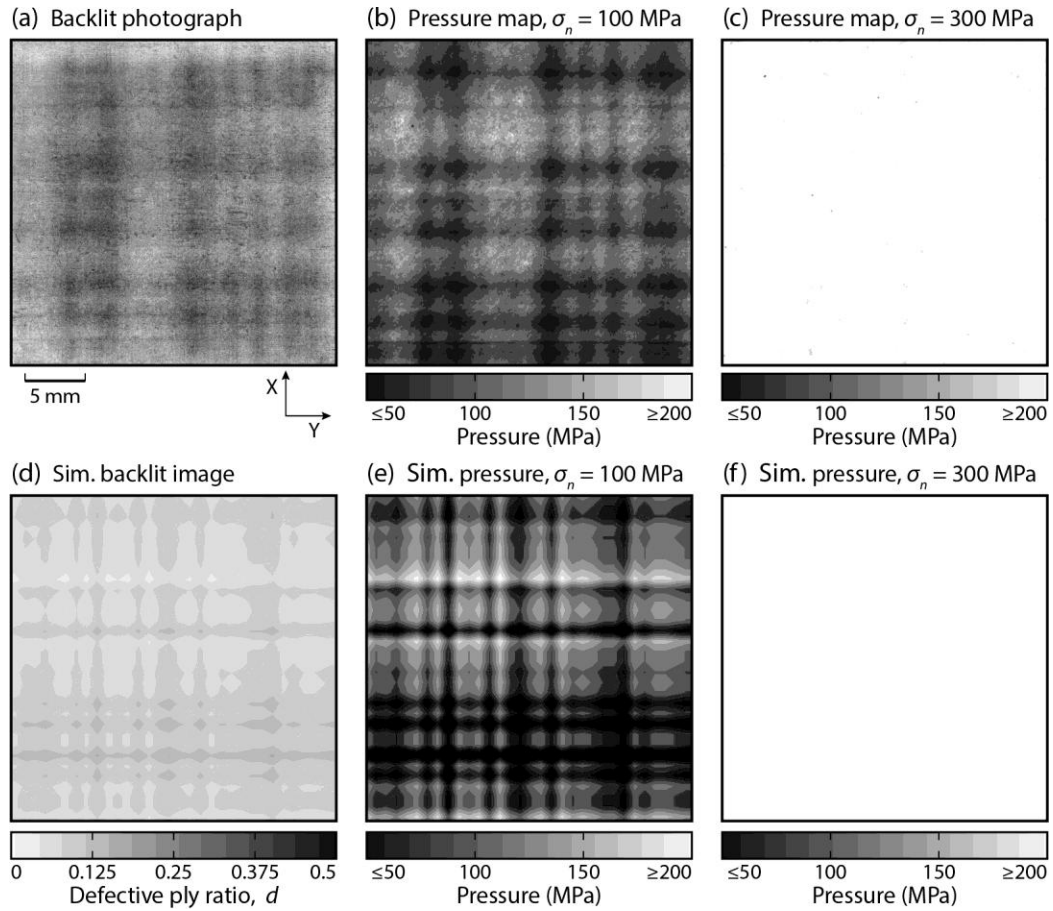 (a) Backlit photograph
(b) Pressure map, σn = 100 MPa
(c) Pressure map, σn = 300 MPa
5 mm
X
Y
≤50 100 150 ≥200
Pressure (MPa)
≤50 100 150 ≥200
Pressure (MPa)
(d) Sim. backlit image
(e) Sim. pressure, σn = 100 MPa
(f) Sim. pressure, σn = 300 MPa
0 0.125 0.25 0.375 0.5
Defective ply ratio, d
≤50 100 150 ≥200
Pressure (MPa)
≤50 100 150 ≥200
Pressure (MPa)